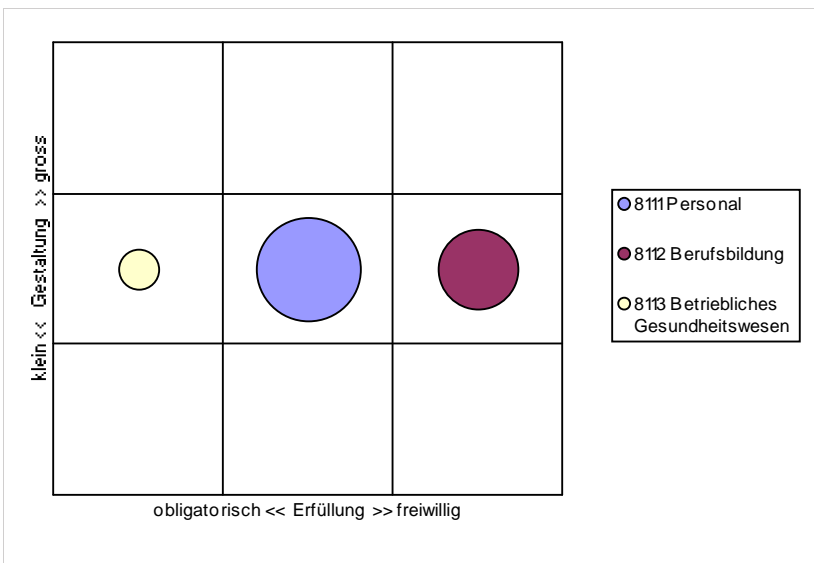 klein << Gestaltung >> gross
8111 Personal
8112 Berufsbildung
8113 Betriebliches
Gesundheitswesen
obligatorisch << Erfüllung >> freiwillig